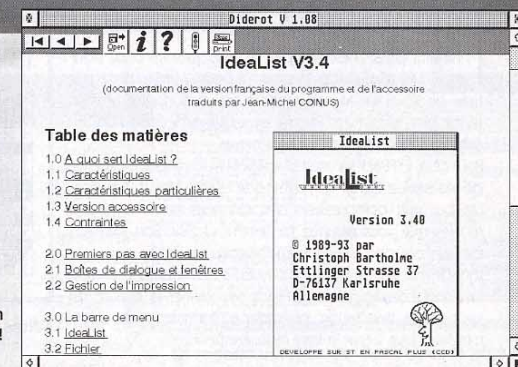 Diderot V 1.08
Open
i
?
print
IdeaList V3.4
(documentation de la version française du programme et de l'accessoire
traduits par Jean-Michel COINUS)
Table des matières
1.0 A quoi sert IdeaList ?
1.1 Caractéristiques
1.2 Caractéristiques particulières
1.3 Version accessoire
1.4 Contraintes
2.0 Premiers pas avec IdeaList
2.1 Boîtes de dialogue et fenêtres
2.2 Gestion de l'impression
3.0 La barre de menu
3.1 IdeaList
3.2 Fichier
IdeaList
IdeaList
Version 3.40
© 1989-93 par
Christoph Bartholme
Ettlinger Strasse 37
D-76137 Karlsruhe
Allemagne
DEVELOPPE SUR ST EN PASCAL PLUS (CCD)
n
!